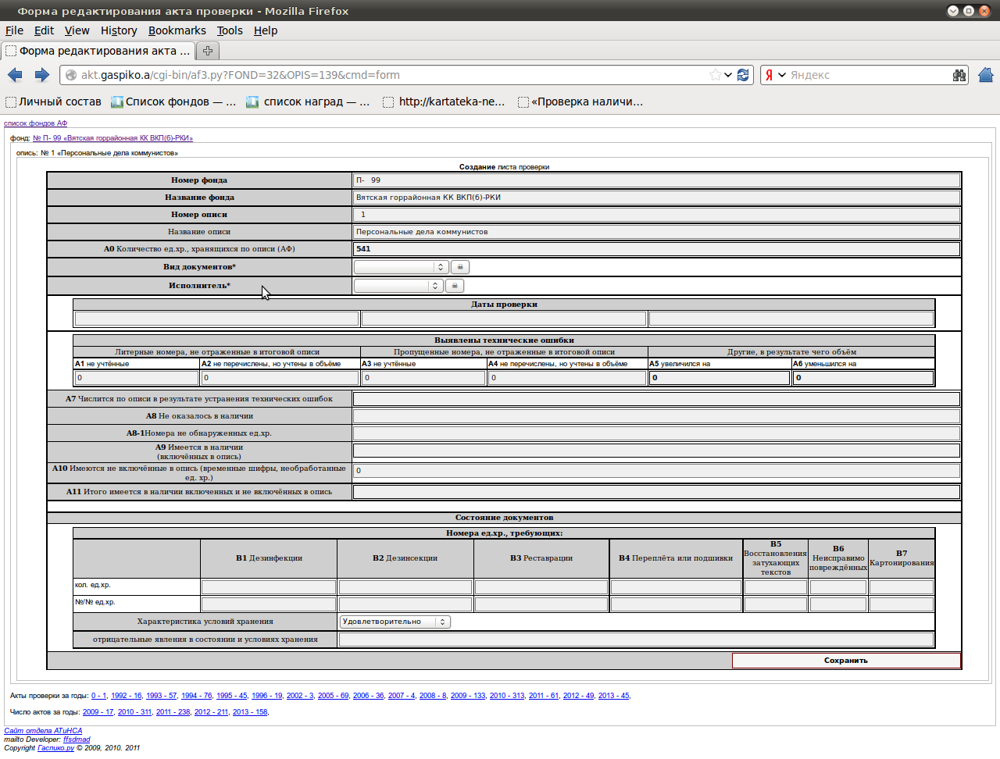 Форма редактирования акта проверки - Mozilla Firefox
File Edit View History Bookmarks Tools Help
Форма редактирования акта ...
akt.gaspiko.a/cgi-bin/af3.py?FOND=32&OPIS=139&cmd=form
Я Яндекс
Личный состав Список фондов — ... список наград — ... http://kartateka-ne... «Проверка наличи...
список фондов АФ
фонд: № П- 99 «Вятская горрайонная КК ВКП(б)-РКИ»
опись: № 1 «Персональные дела коммунистов»
Создание листа проверки
Номер фонда П- 99
Название фонда Вятская горрайонная КК ВКП(б)-РКИ
Номер описи 1
Название описи Персональные дела коммунистов
А0 Количество ед.хр., хранящихся по описи (АФ) 541
Вид документов*
Исполнитель*
Даты проверки
Выявлены технические ошибки
Литерные номера, не отраженные в итоговой описи Пропущенные номера, не отраженные в итоговой описи Другие, в результате чего объём
А1 не учтённые А2 не перечислены, но учтены в объёме А3 не учтённые А4 не перечислены, но учтены в объёме А5 увеличился на А6 уменьшился на
0 0 0 0 0 0
А7 Числится по описи в результате устранения технических ошибок
А8 Не оказалось в наличии
А8-1Номера не обнаруженных ед.хр.
А9 Имеется в наличии
(включённых в опись)
А10 Имеются не включённые в опись (временные шифры, необработанные
ед. хр.) 0
А11 Итого имеется в наличии включенных и не включённых в опись
Состояние документов
Номера ед.хр., требующих:
В1 Дезинфекции В2 Дезинсекции В3 Реставрации В4 Переплёта или подшивки В5 Восстановления затухающих текстов В6 Неисправимо повреждённых В7 Картонирования
кол. ед.хр.
№/№ ед.хр.
Характеристика условий хранения Удовлетворительно
отрицательные явления в состоянии и условиях хранения
Сохранить
Акты проверки за годы: 0 - 1, 1992 - 16, 1993 - 57, 1994 - 76, 1995 - 45, 1996 - 19, 2002 - 3, 2005 - 69, 2006 - 36, 2007 - 4, 2008 - 8, 2009 - 133, 2010 - 313, 2011 - 61, 2012 - 49, 2013 - 45,
Число актов за годы: 2009 - 17, 2010 - 311, 2011 - 238, 2012 - 211, 2013 - 158,
Сайт отдела АТиНСА
mailto Developer: ffsdmad
Copyright Гаспико.ру © 2009, 2010. 2011